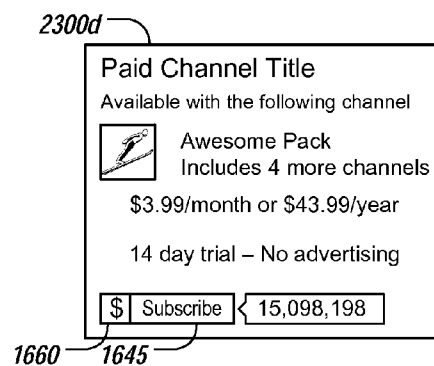 2300d
Paid Channel Title
Available with the following channel
Awesome Pack
Includes 4 more channels
$3.99/month or $43.99/year
14 day trial – No advertising
$ Subscribe 15,098,198
1660 1645